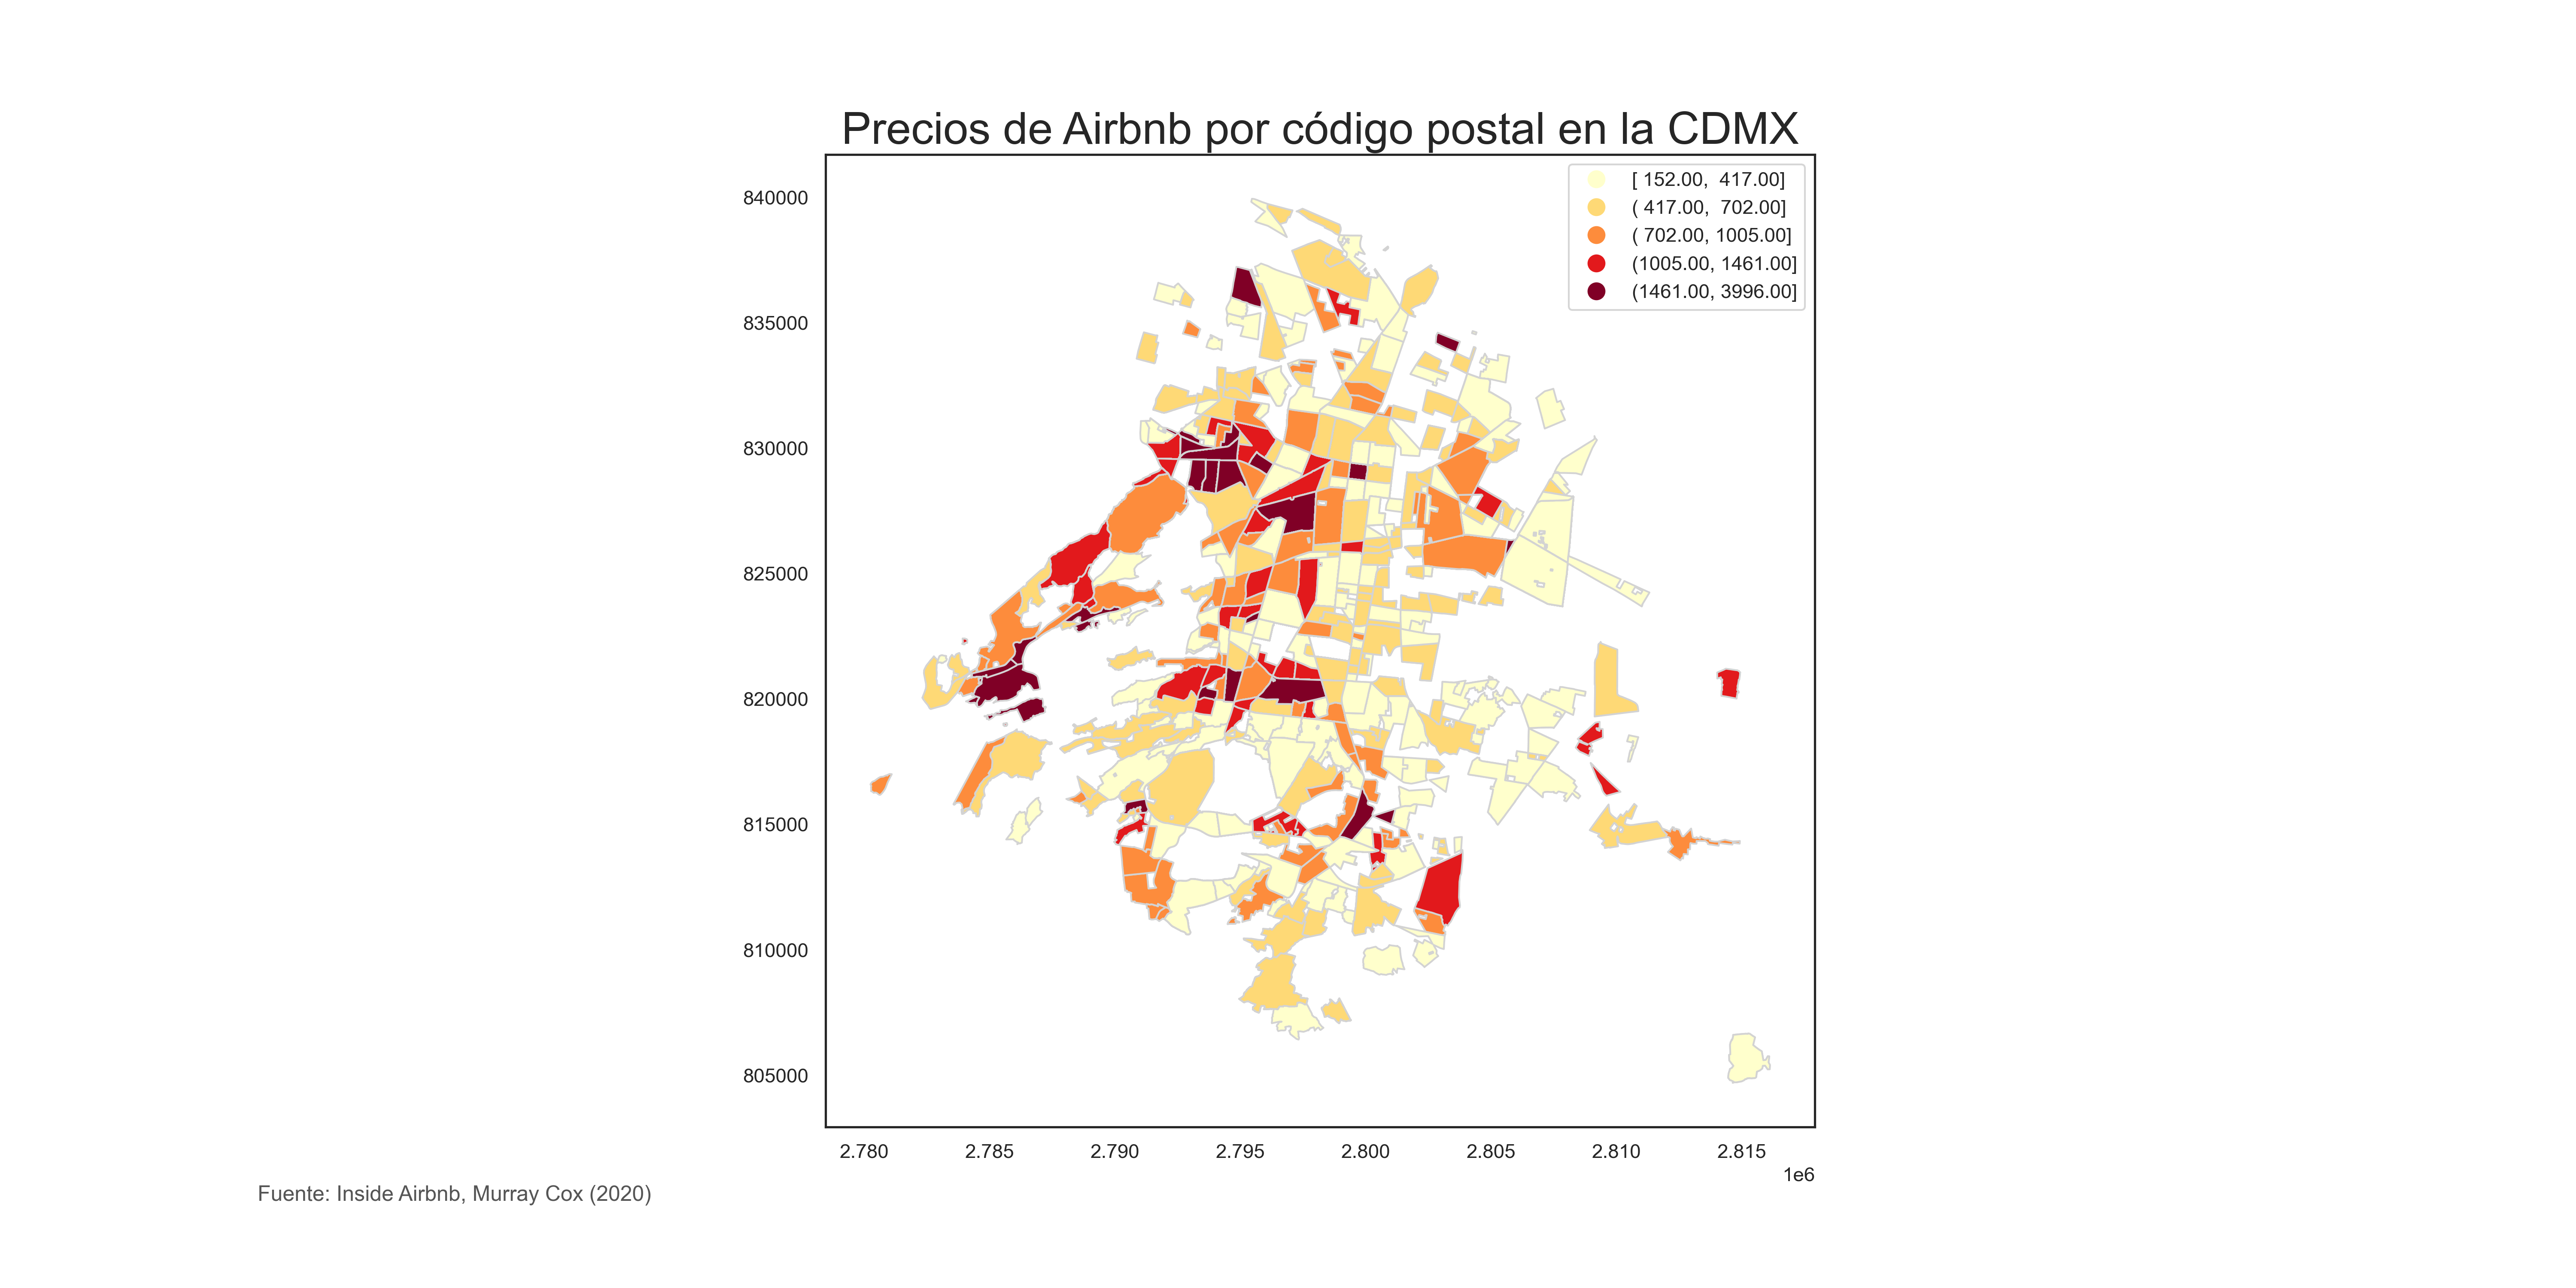 Precios de Airbnb por código postal en la CDMX
[ 152.00,  417.00]
( 417.00,  702.00]
( 702.00, 1005.00]
(1005.00, 1461.00]
(1461.00, 3996.00]
840000
835000
830000
825000
820000
815000
810000
805000
2.780 2.785 2.790 2.795 2.800 2.805 2.810 2.815
1e6
Fuente: Inside Airbnb, Murray Cox (2020)